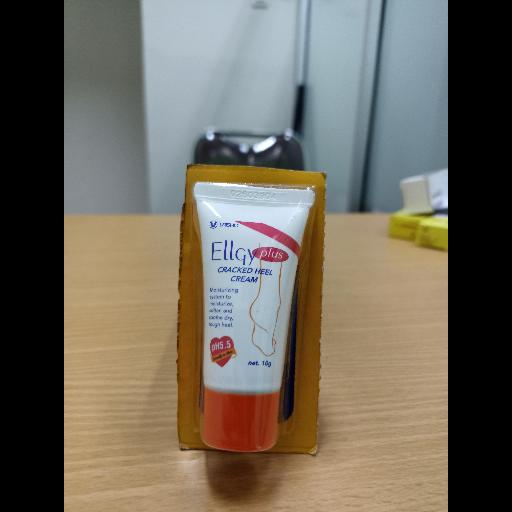 Ellgy plus
CRACKED HEEL
CREAM
Moisturizing
system to
moisturize,
soften and
soothe dry,
rough heel.
pH5.5
net. 10g